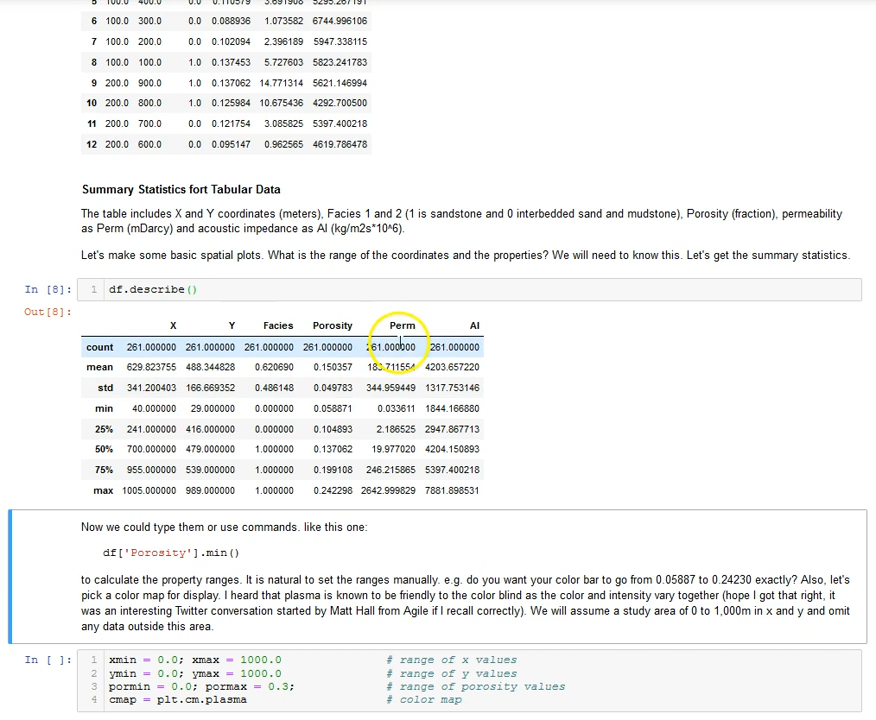 5 100.0 400.0 0.0 0.110579 3.691908 5295.267191
6 100.0 300.0 0.0 0.088936 1.073582 6744.996106
7 100.0 200.0 0.0 0.102094 2.396189 5947.338115
8 100.0 100.0 1.0 0.137453 5.727603 5823.241783
9 200.0 900.0 1.0 0.137062 14.771314 5621.146994
10 200.0 800.0 1.0 0.125984 10.675436 4292.700500
11 200.0 700.0 0.0 0.121754 3.085825 5397.400218
12 200.0 600.0 0.0 0.095147 0.962565 4619.786478
Summary Statistics fort Tabular Data
The table includes X and Y coordinates (meters), Facies 1 and 2 (1 is sandstone and 0 interbedded sand and mudstone), Porosity (fraction), permeability
as Perm (mDarcy) and acoustic impedance as AI (kg/m2s*10^6).
Let's make some basic spatial plots. What is the range of the coordinates and the properties? We will need to know this. Let's get the summary statistics.
In [8]: 1 df.describe()
Out[8]:
X Y Facies Porosity Perm AI
count 261.000000 261.000000 261.000000 261.000000 261.000000 261.000000
mean 629.823755 488.344828 0.620690 0.150357 183.711554 4203.657220
std 341.200403 166.669352 0.486148 0.049783 344.959449 1317.753146
min 40.000000 29.000000 0.000000 0.058871 0.033611 1844.166880
25% 241.000000 416.000000 0.000000 0.104893 2.186525 2947.867713
50% 700.000000 479.000000 1.000000 0.137062 19.977020 4204.150893
75% 955.000000 539.000000 1.000000 0.199108 246.215865 5397.400218
max 1005.000000 989.000000 1.000000 0.242298 2642.999829 7881.898531
Now we could type them or use commands. like this one:
df['Porosity'].min()
to calculate the property ranges. It is natural to set the ranges manually. e.g. do you want your color bar to go from 0.05887 to 0.24230 exactly? Also, let's
pick a color map for display. I heard that plasma is known to be friendly to the color blind as the color and intensity vary together (hope I got that right, it
was an interesting Twitter conversation started by Matt Hall from Agile if I recall correctly). We will assume a study area of 0 to 1,000m in x and y and omit
any data outside this area.
In [ ]: 1 xmin = 0.0; xmax = 1000.0 # range of x values
2 ymin = 0.0; ymax = 1000.0 # range of y values
3 pormin = 0.0; pormax = 0.3; # range of porosity values
4 cmap = plt.cm.plasma # color map